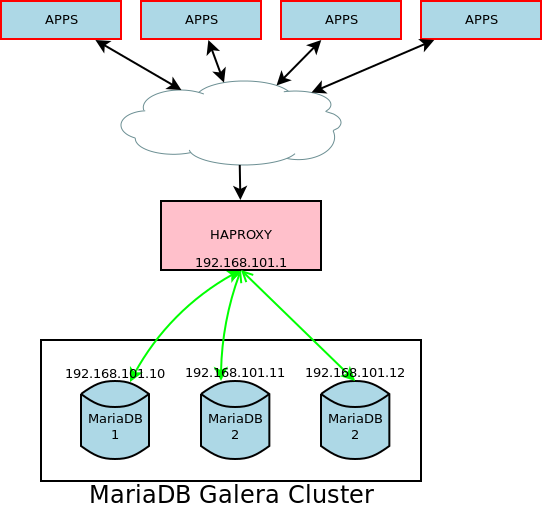 APPS APPS APPS APPS
HAPROXY
192.168.101.1
192.168.101.10 192.168.101.11 192.168.101.12
MariaDB MariaDB MariaDB
1 2 2
MariaDB Galera Cluster